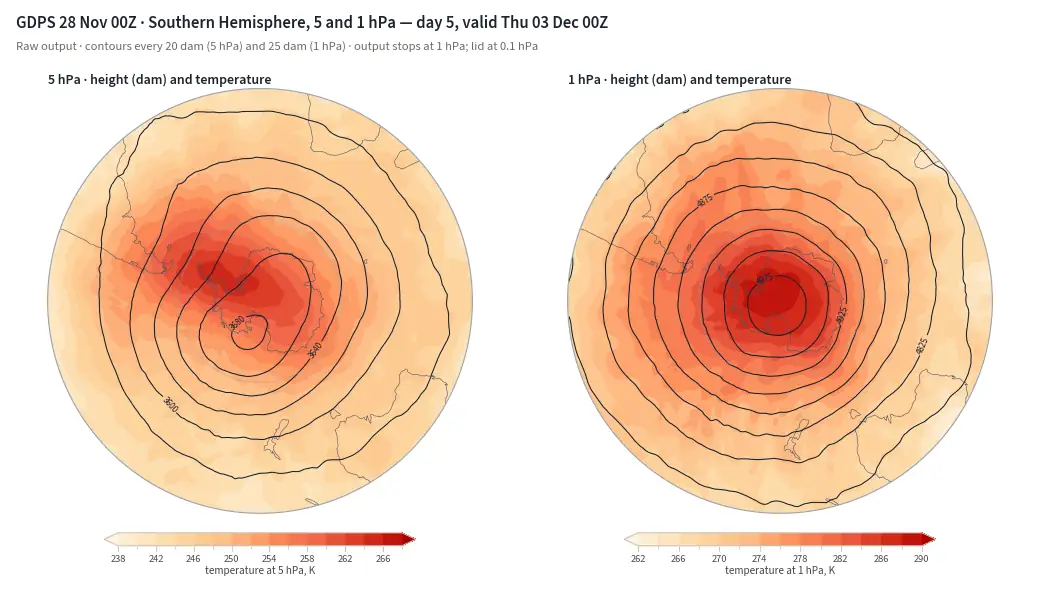 GDPS 28 Nov 00Z · Southern Hemisphere, 5 and 1 hPa — day 5, valid Thu 03 Dec 00Z
Raw output · contours every 20 dam (5 hPa) and 25 dam (1 hPa) · output stops at 1 hPa; lid at 0.1 hPa
5 hPa · height (dam) and temperature
1 hPa · height (dam) and temperature
4875
3680
4925
3640
4825
3600
238 242 246 250 254 258 262 266
temperature at 5 hPa, K
262 266 270 274 278 282 286 290
temperature at 1 hPa, K